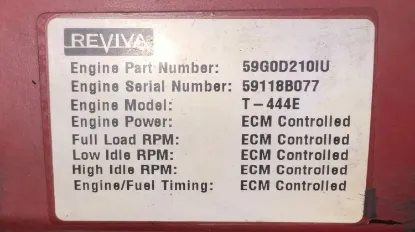 REVIVA
Engine Part Number: 59G0D210IU
Engine Serial Number: 59118B077
Engine Model: T-444E
Engine Power: ECM Controlled
Full Load RPM: ECM Controlled
Low Idle RPM: ECM Controlled
High Idle RPM: ECM Controlled
Engine/Fuel Timing: ECM Controlled